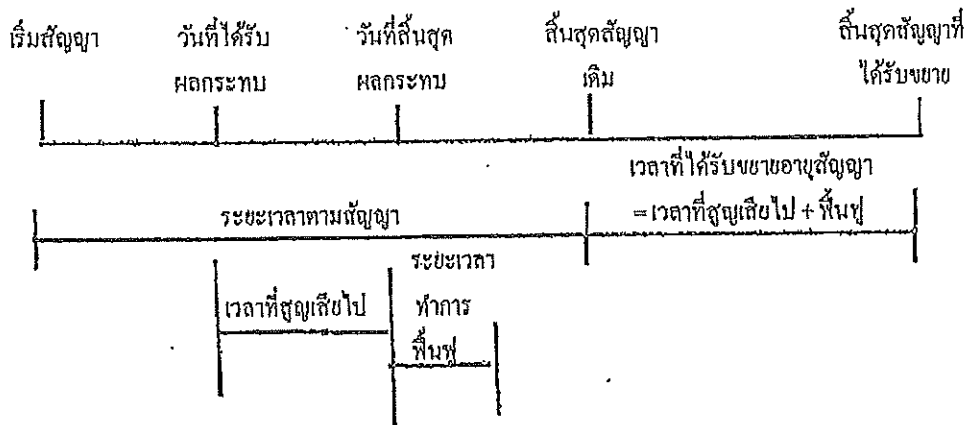 เริ่มสัญญา
วันที่ได้รับ
ผลกระทบ
วันที่สิ้นสุด
ผลกระทบ
สิ้นสุดสัญญา
เดิม
สิ้นสุดสัญญาที่
ได้รับขยาย
เวลาที่ได้รับขยายอายุสัญญา
=เวลาที่สูญเสียไป + ฟื้นฟู
ระยะเวลาตามสัญญา
เวลาที่สูญเสียไป
ระยะเวลา
ทำการ
ฟื้นฟู